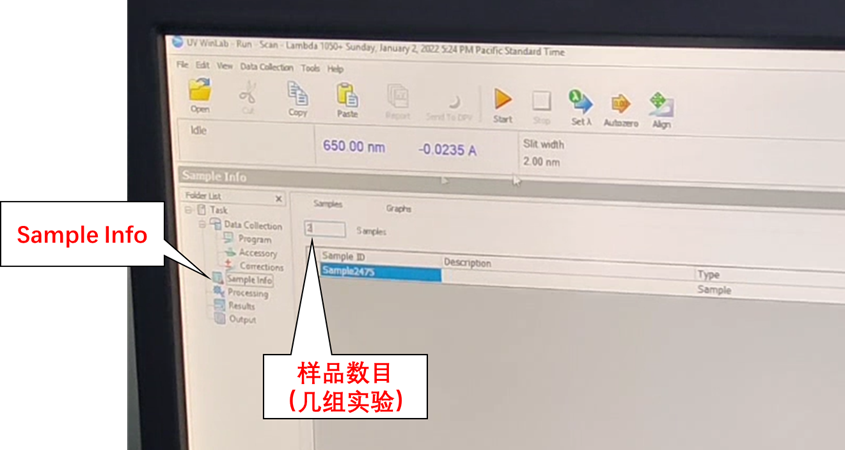 UV WinLab - Run - Scan - Lambda 1050+ Sunday, January 2, 2022 5:24 PM Pacific Standard Time
File Edit View Data Collection Tools Help
Open Cut Copy Paste Report Send To DPV Start Stop Set λ Autozero Align
Idle
650.00 nm -0.0235 A
Slit width
2.00 nm
Sample Info
Folder List
Task
Data Collection
Program
Accessory
Corrections
Sample Info
Processing
Results
Output
Samples Graphs
Samples
Sample ID Description Type
Sample2475 Sample
Sample Info
样品数目
(几组实验)